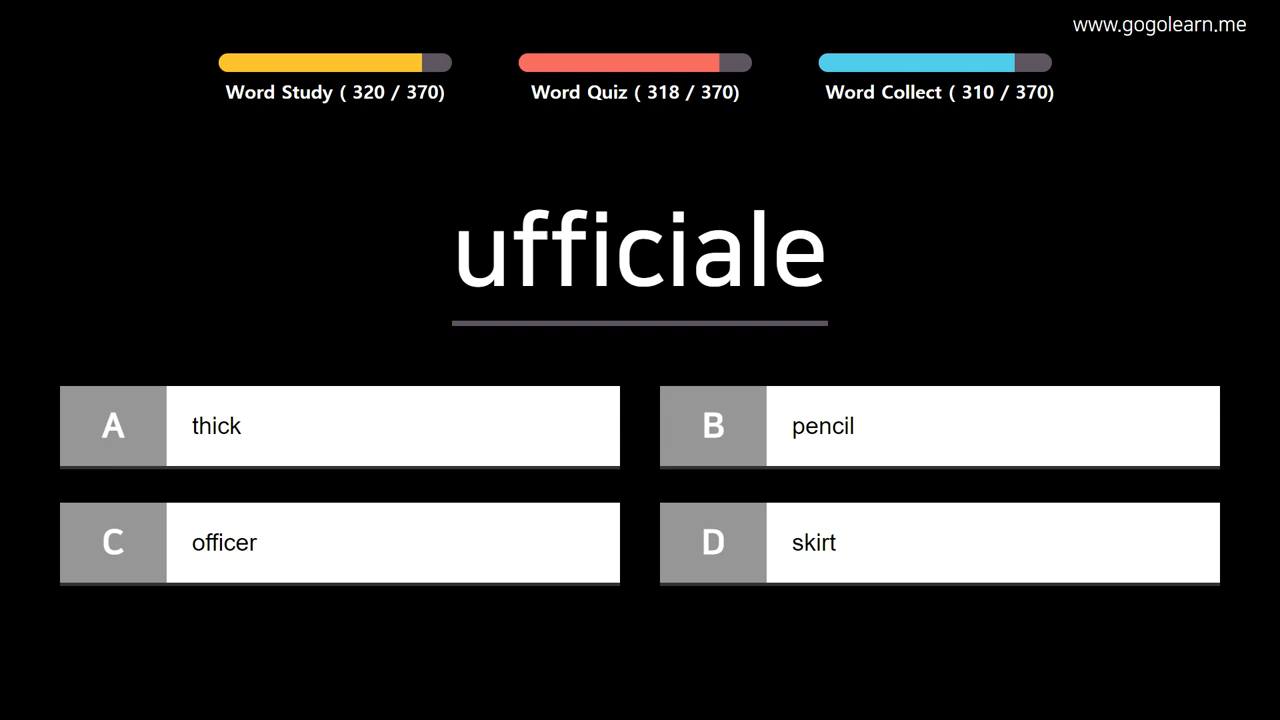 www.gogolearn.me
Word Study ( 320 / 370)
Word Quiz ( 318 / 370)
Word Collect ( 310 / 370)
ufficiale
A thick
B pencil
C officer
D skirt